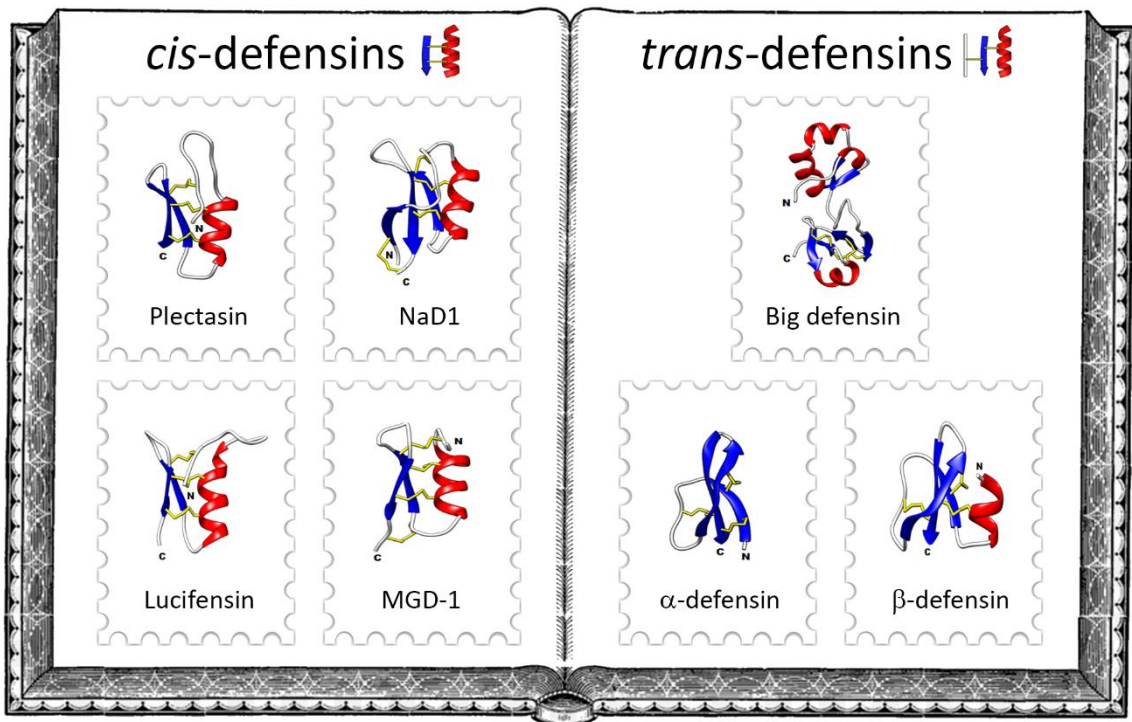 cis-defensins
trans-defensins
N
C
Plectasin
N
C
NaD1
N
C
Big defensin
N
C
Lucifensin
N
C
MGD-1
C
N
α-defensin
N
C
β-defensin